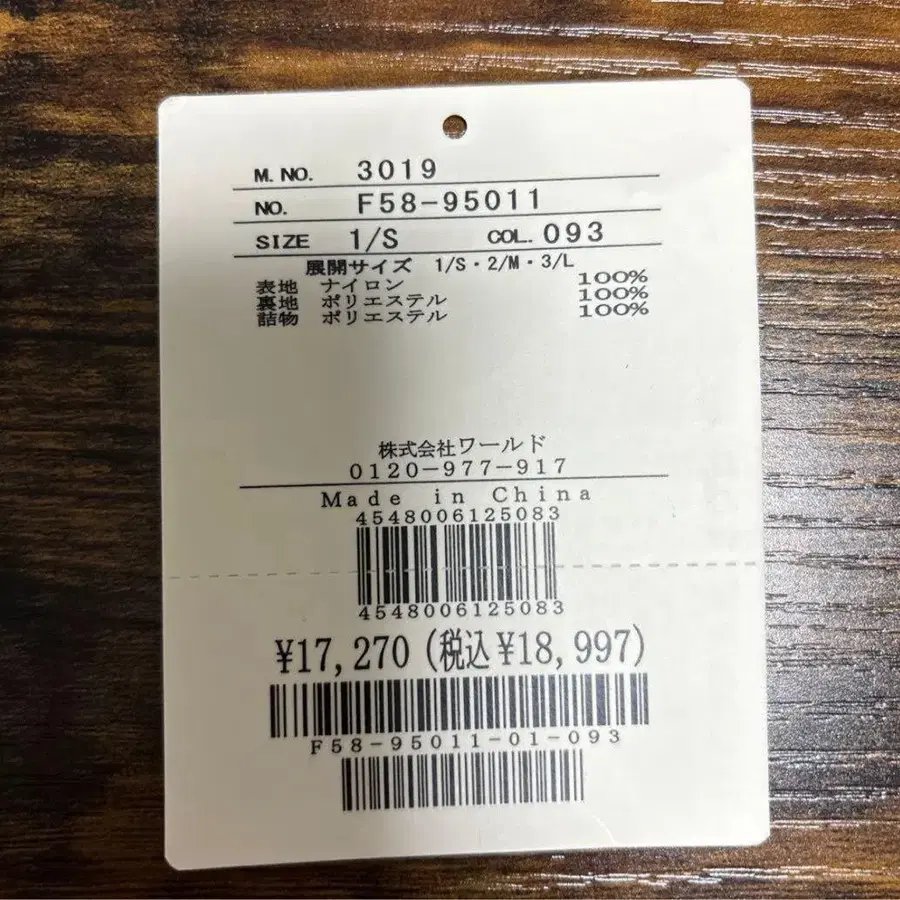 M. NO. 3019
NO. F58-95011
SIZE 1/S COL. 093
展開サイズ 1/S・2/M・3/L
表地 ナイロン 100%
裏地 ポリエステル 100%
詰物 ポリエステル 100%
株式会社ワールド
0120-977-917
Made in China
4548006125083
4548006125083
¥17,270 (税込¥18,997)
F58-95011-01-093